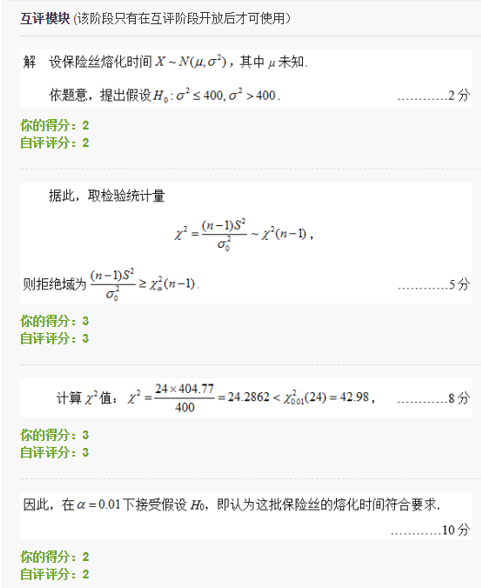 互评模块 (该阶段只有在互评阶段开放后才可使用)
解 设保险丝熔化时间 X ~ N(μ,σ²)，其中 μ 未知.
依题意，提出假设 H₀:σ² ≤ 400,σ² > 400. …………2 分
你的得分：2
自评评分：2
据此，取检验统计量
χ² = (n−1)S²/σ₀² ~ χ²(n−1)，
则拒绝域为 (n−1)S²/σ₀² ≥ χ²_α(n−1). …………5 分
你的得分：3
自评评分：3
计算 χ² 值：χ² = 24×404.77/400 = 24.2862 < χ²₀.₀₁(24) = 42.98， …………8 分
你的得分：3
自评评分：3
因此，在 α = 0.01 下接受假设 H₀，即认为这批保险丝的熔化时间符合要求.
…………10 分
你的得分：2
自评评分：2